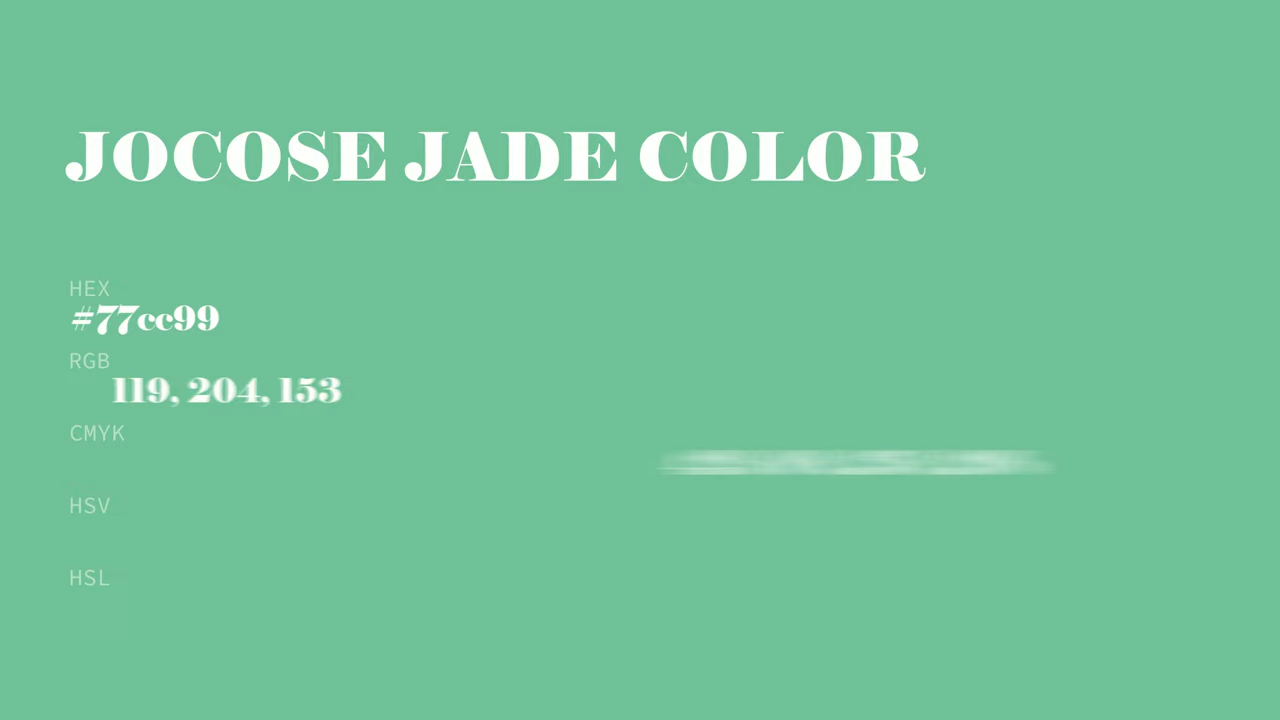 JOCOSE JADE COLOR
HEX
#77cc99
RGB
119, 204, 153
CMYK
HSV
HSL